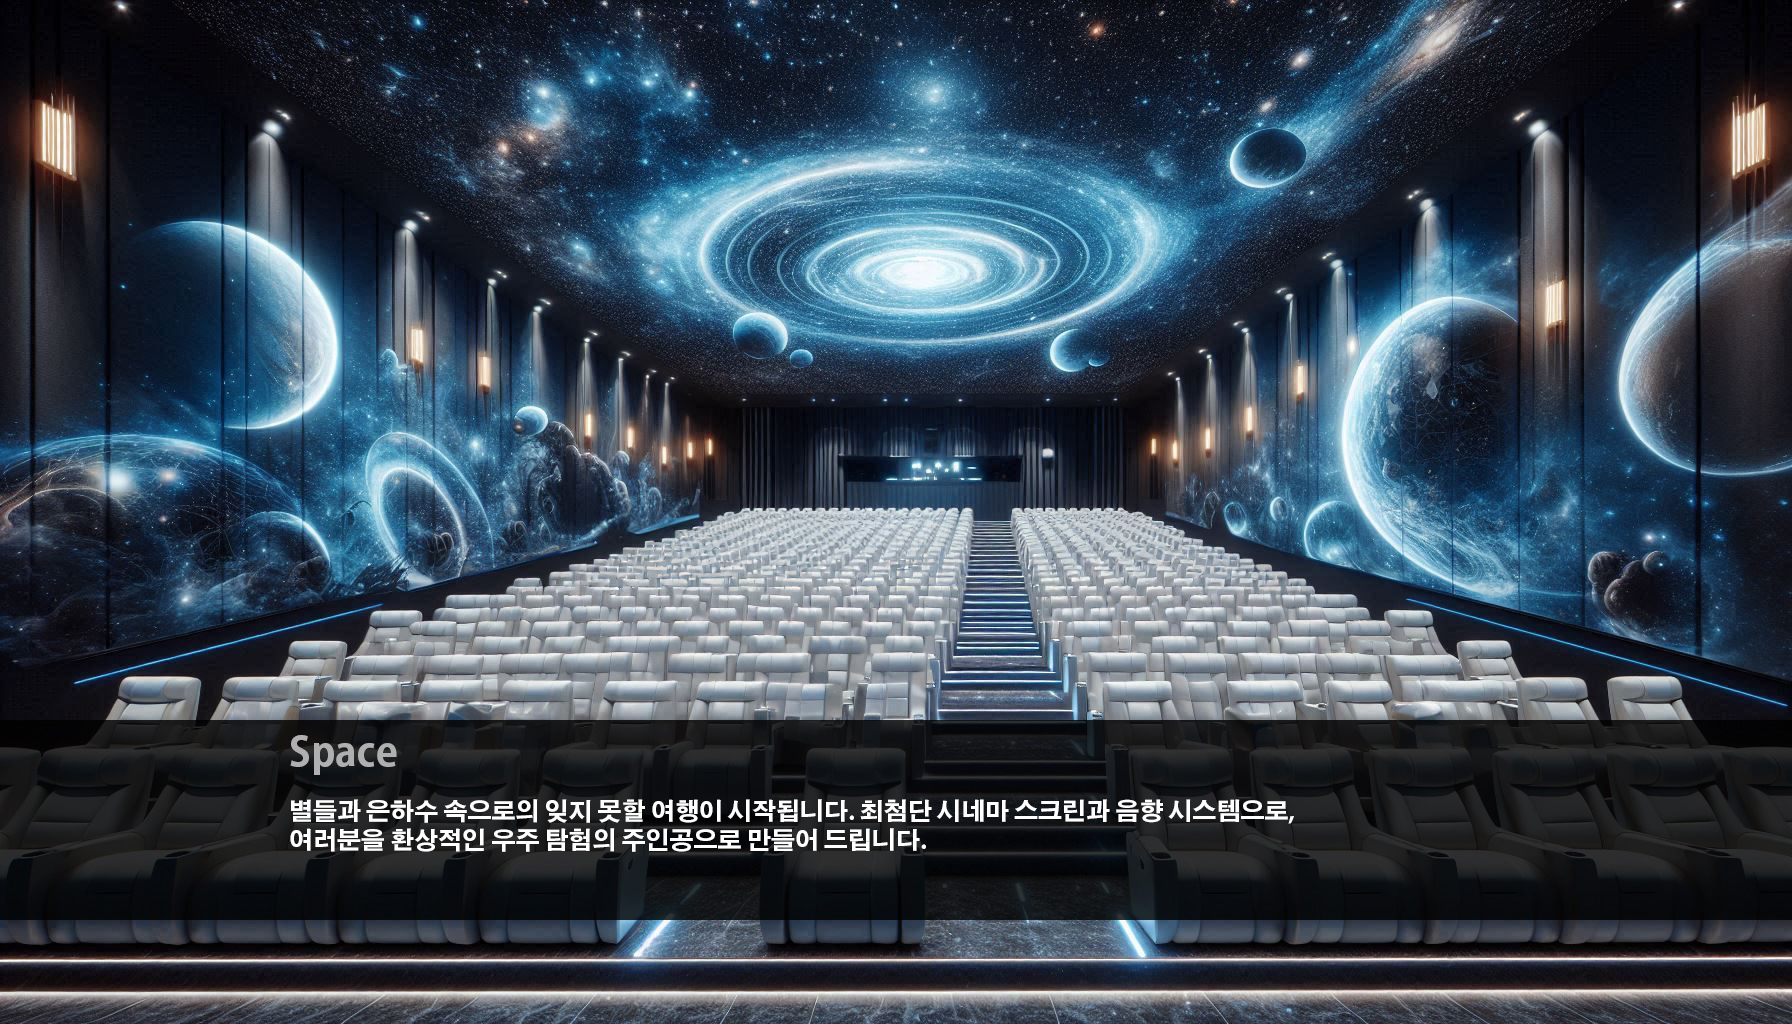 Space
별들과 은하수 속으로의 잊지 못할 여행이 시작됩니다. 최첨단 시네마 스크린과 음향 시스템으로,
여러분을 환상적인 우주 탐험의 주인공으로 만들어 드립니다.